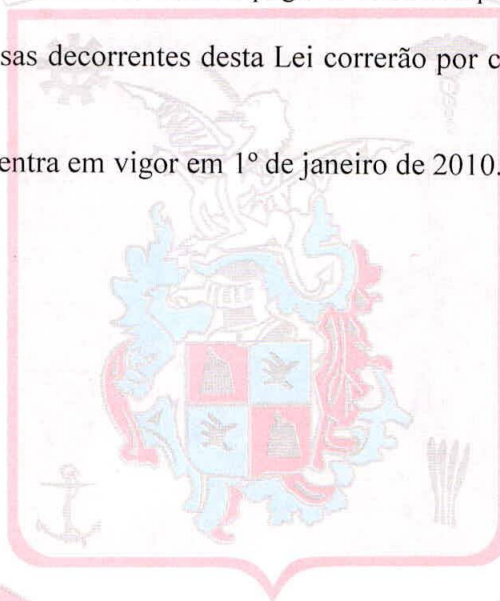 sas decorrentes desta Lei correrão por c
entra em vigor em 1º de janeiro de 2010.